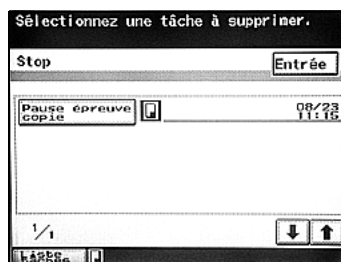 Sélectionnez une tâche à supprimer.
Stop
Entrée
Pause épreuve
copie
08/23
11:15
1/1
Liste